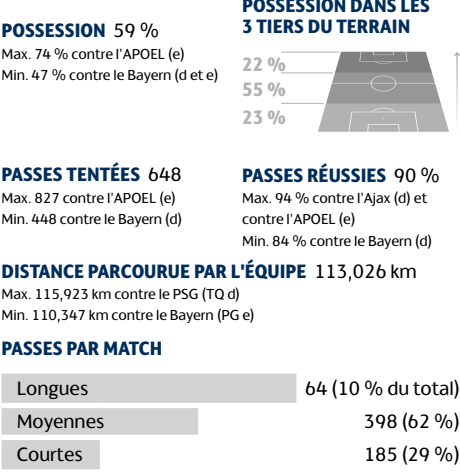 POSSESSION 59 %
Max. 74 % contre l'APOEL (e)
Min. 47 % contre le Bayern (d et e)
POSSESSION DANS LES
3 TIERS DU TERRAIN
22 %
55 %
23 %
PASSES TENTÉES 648
Max. 827 contre l'APOEL (e)
Min. 448 contre le Bayern (d)
PASSES RÉUSSIES 90 %
Max. 94 % contre l'Ajax (d) et
contre l'APOEL (e)
Min. 84 % contre le Bayern (d)
DISTANCE PARCOURUE PAR L'ÉQUIPE 113,026 km
Max. 115,923 km contre le PSG (TQ d)
Min. 110,347 km contre le Bayern (PG e)
PASSES PAR MATCH
Longues 64 (10 % du total)
Moyennes 398 (62 %)
Courtes 185 (29 %)